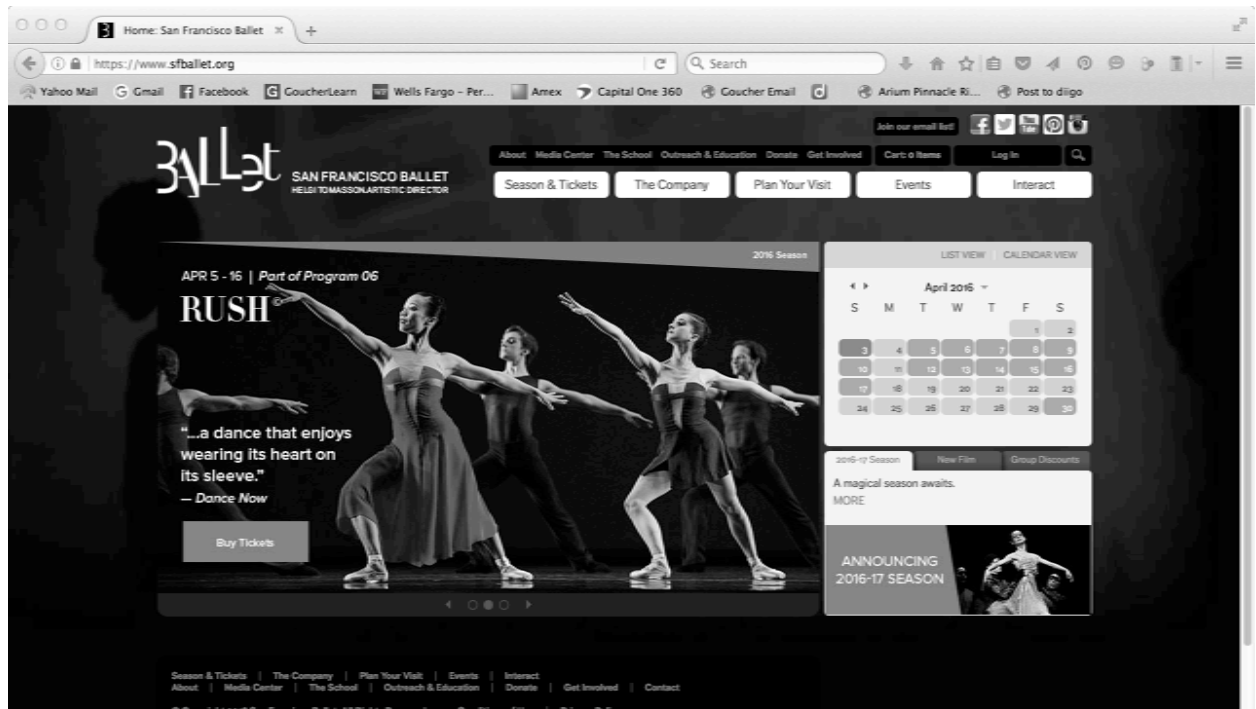 Home: San Francisco Ballet
https://www.sfballet.org
Search
Yahoo Mail Gmail Facebook GoucherLearn Wells Fargo – Per... Amex Capital One 360 Goucher Email Arium Pinnacle Ri... Post to diigo
Join our email list!
You Tube
BALLet
SAN FRANCISCO BALLET
HELGI TOMASSON, ARTISTIC DIRECTOR
About Media Center The School Outreach & Education Donate Get Involved Cart: 0 Items Log In
Season & Tickets The Company Plan Your Visit Events Interact
2016 Season
APR 5 - 16 | Part of Program 06
RUSH©
"...a dance that enjoys
wearing its heart on
its sleeve."
— Dance Now
Buy Tickets
LIST VIEW | CALENDAR VIEW
April 2016
S M T W T F S
1 2
3 4 5 6 7 8 9
10 11 12 13 14 15 16
17 18 19 20 21 22 23
24 25 26 27 28 29 30
2016-17 Season New Film Group Discounts
A magical season awaits.
MORE
ANNOUNCING
2016-17 SEASON
Season & Tickets | The Company | Plan Your Visit | Events | Interact
About | Media Center | The School | Outreach & Education | Donate | Get Involved | Contact